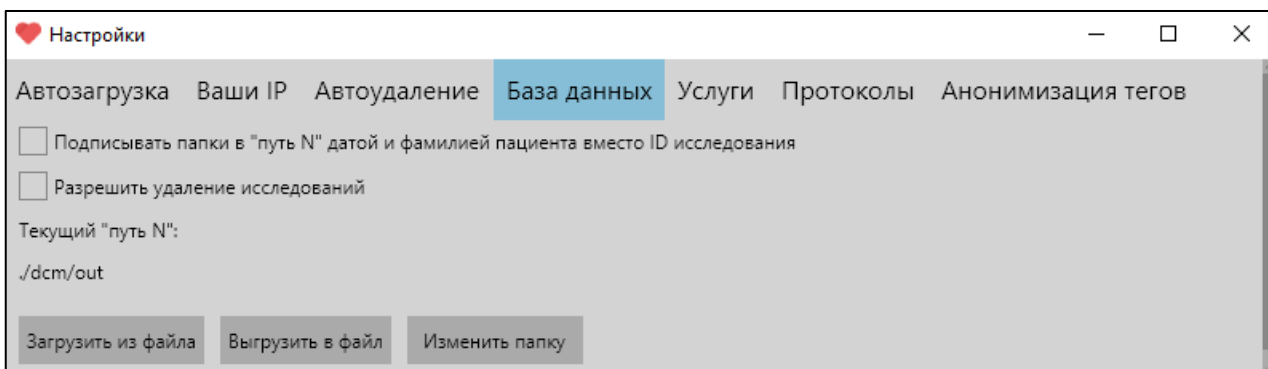 Настройки
Автозагрузка Ваши IP Автоудаление База данных Услуги Протоколы Анонимизация тегов
Подписывать папки в "путь N" датой и фамилией пациента вместо ID исследования
Разрешить удаление исследований
Текущий "путь N":
./dcm/out
Загрузить из файла Выгрузить в файл Изменить папку